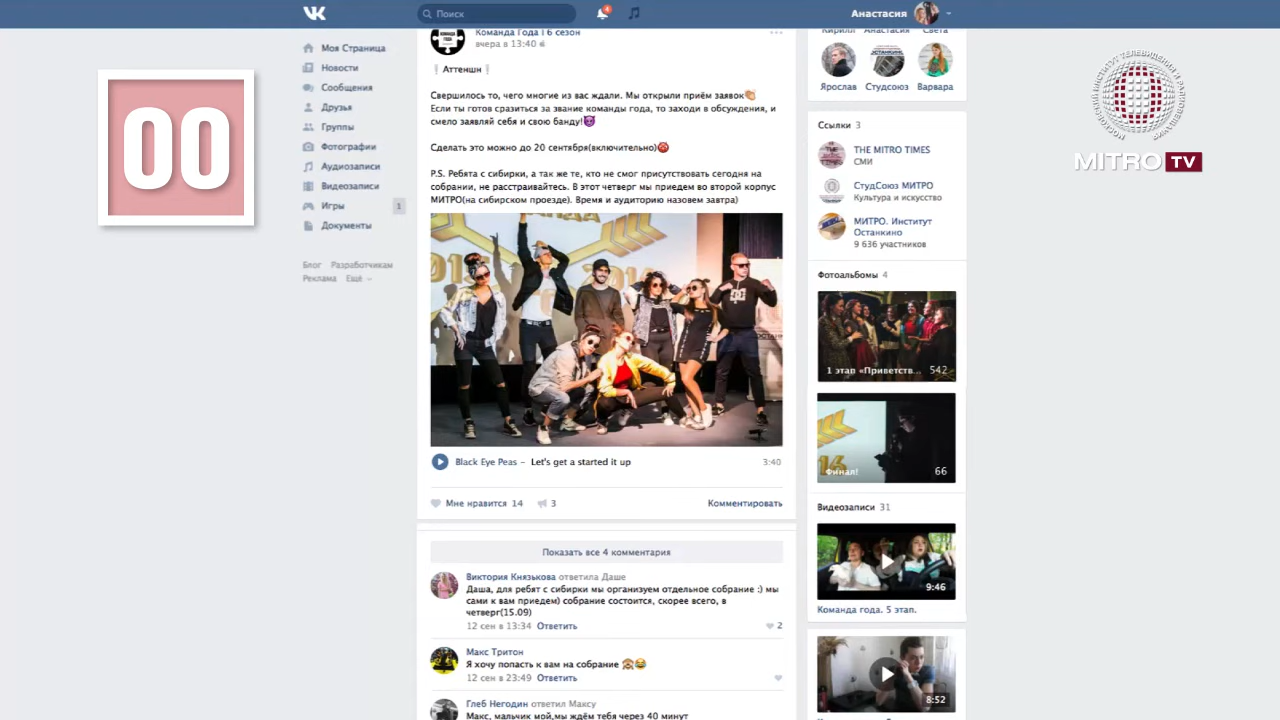 Поиск
4
Анастасия
Моя Страница
Новости
Сообщения
Друзья
Группы
Фотографии
Аудиозаписи
Видеозаписи
Игры
1
Документы
Блог Разработчикам
Реклама Ещё
00
Команда Года | 6 сезон
вчера в 13:40
❕Аттеншн❕
Свершилось то, чего многие из вас ждали. Мы открыли приём заявок👏
Если ты готов сразиться за звание команды года, то заходи в обсуждения, и
смело заявляй себя и свою банду!😈
Сделать это можно до 20 сентября(включительно)
P.S. Ребята с сибирки, а так же те, кто не смог присутствовать сегодня на
собрании, не расстраивайтесь. В этот четверг мы приедем во второй корпус
МИТРО(на сибирском проезде). Время и аудиторию назовем завтра)
2016
Black Eye Peas – Let's get a started it up
3:40
Мне нравится 14
3
Комментировать
Показать все 4 комментария
Виктория Князькова ответила Даше
Даша, для ребят с сибирки мы организуем отдельное собрание :) мы
сами к вам приедем) собрание состоится, скорее всего, в
четверг(15.09)
12 сен в 13:34 Ответить
2
Макс Тритон
Я хочу попасть к вам на собрание 🙈😂
12 сен в 23:49 Ответить
Глеб Негодин ответил Максу
Макс, мальчик мой,мы ждём тебя через 40 минут
Кирилл Анастасия Света
Ярослав Студсоюз Варвара
Ссылки 3
THE MITRO TIMES
СМИ
СтудСоюз МИТРО
Культура и искусство
МИТРО. Институт
Останкино
9 636 участников
Фотоальбомы 4
1 этап «Приветств...
542
Финал!
66
Видеозаписи 31
9:46
Команда года. 5 этап.
8:52
MITRO TV